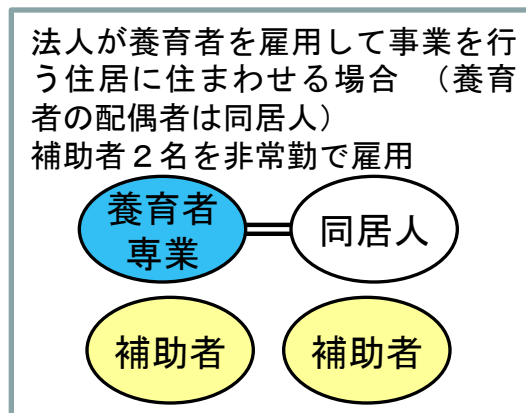 法人が養育者を雇用して事業を行
う住居に住まわせる場合　（養育
者の配偶者は同居人）
補助者２名を非常勤で雇用
養育者
専業
同居人
補助者
補助者